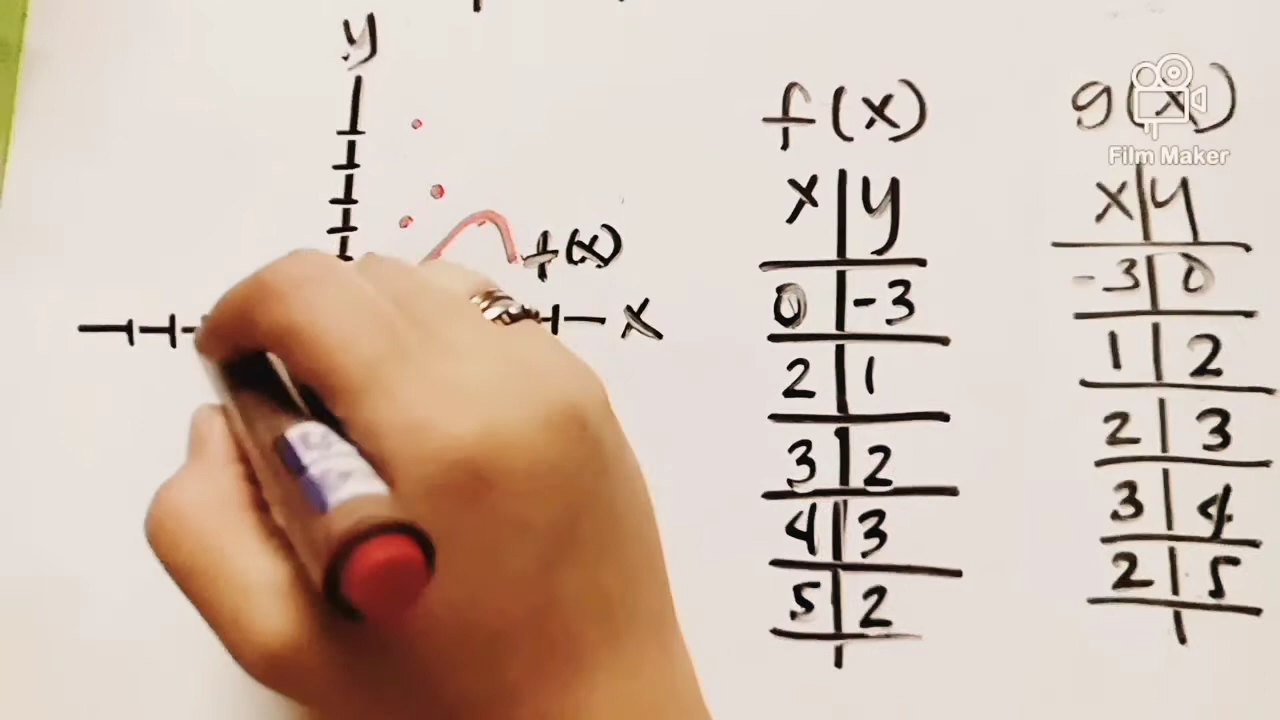 y
f(x)
x
f(x)
x y
0 -3
2 1
3 2
4 3
5 2
g(x)
x y
-3 0
1 2
2 3
3 4
2 5
Film Maker